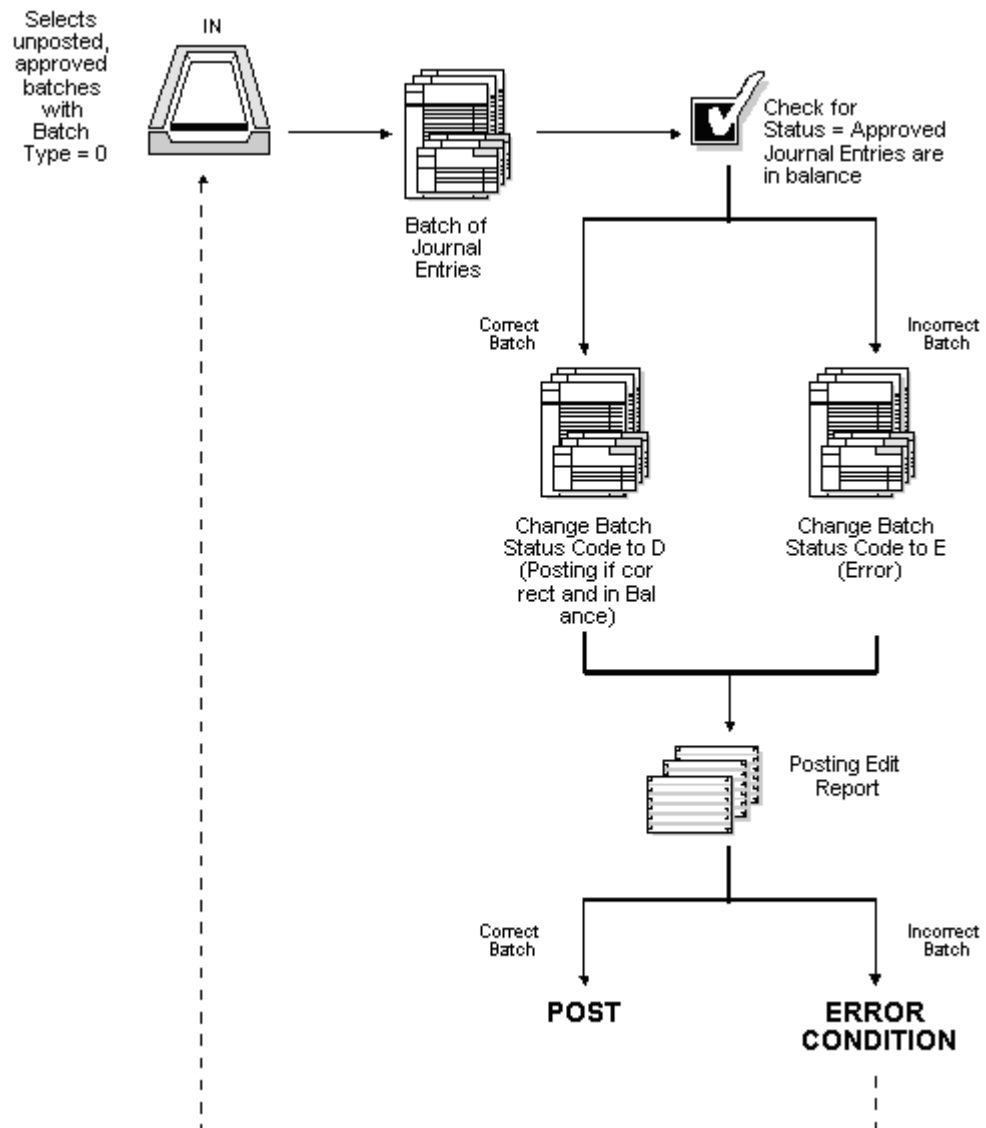 Selects
unposted,
approved
batches
with
Batch
Type = 0
IN
Batch of
Journal
Entries
Check for
Status = Approved
Journal Entries are
in balance
Correct
Batch
Incorrect
Batch
Change Batch
Status Code to D
(Posting if cor
rect and in Bal
ance)
Change Batch
Status Code to E
(Error)
Posting Edit
Report
Correct
Batch
Incorrect
Batch
POST
ERROR
CONDITION